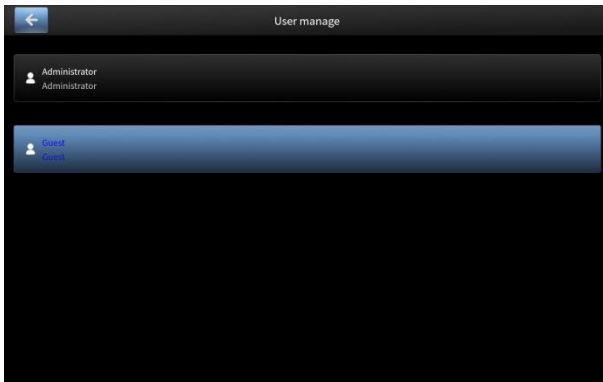 User manage
Administrator
Administrator
Guest
Guest